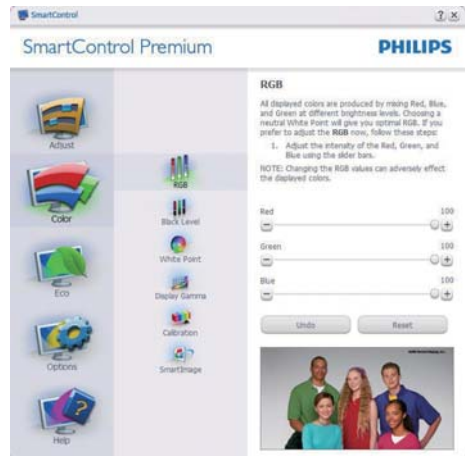 SmartControl
SmartControl Premium
PHILIPS
Adjust
Color
Eco
Options
Help
RGB
Black Level
White Point
Display Gamma
Calibration
SmartImage
RGB
All displayed colors are produced by mixing Red, Blue,
and Green at different brightness levels. Choosing a
neutral White Point will give you optimal RGB. If you
prefer to adjust the RGB now, follow these steps:
1. Adjust the intensity of the Red, Green, and
Blue using the slider bars.
NOTE: Changing the RGB values can adversely effect
the displayed colors.
Red 100
Green 100
Blue 100
Undo Reset